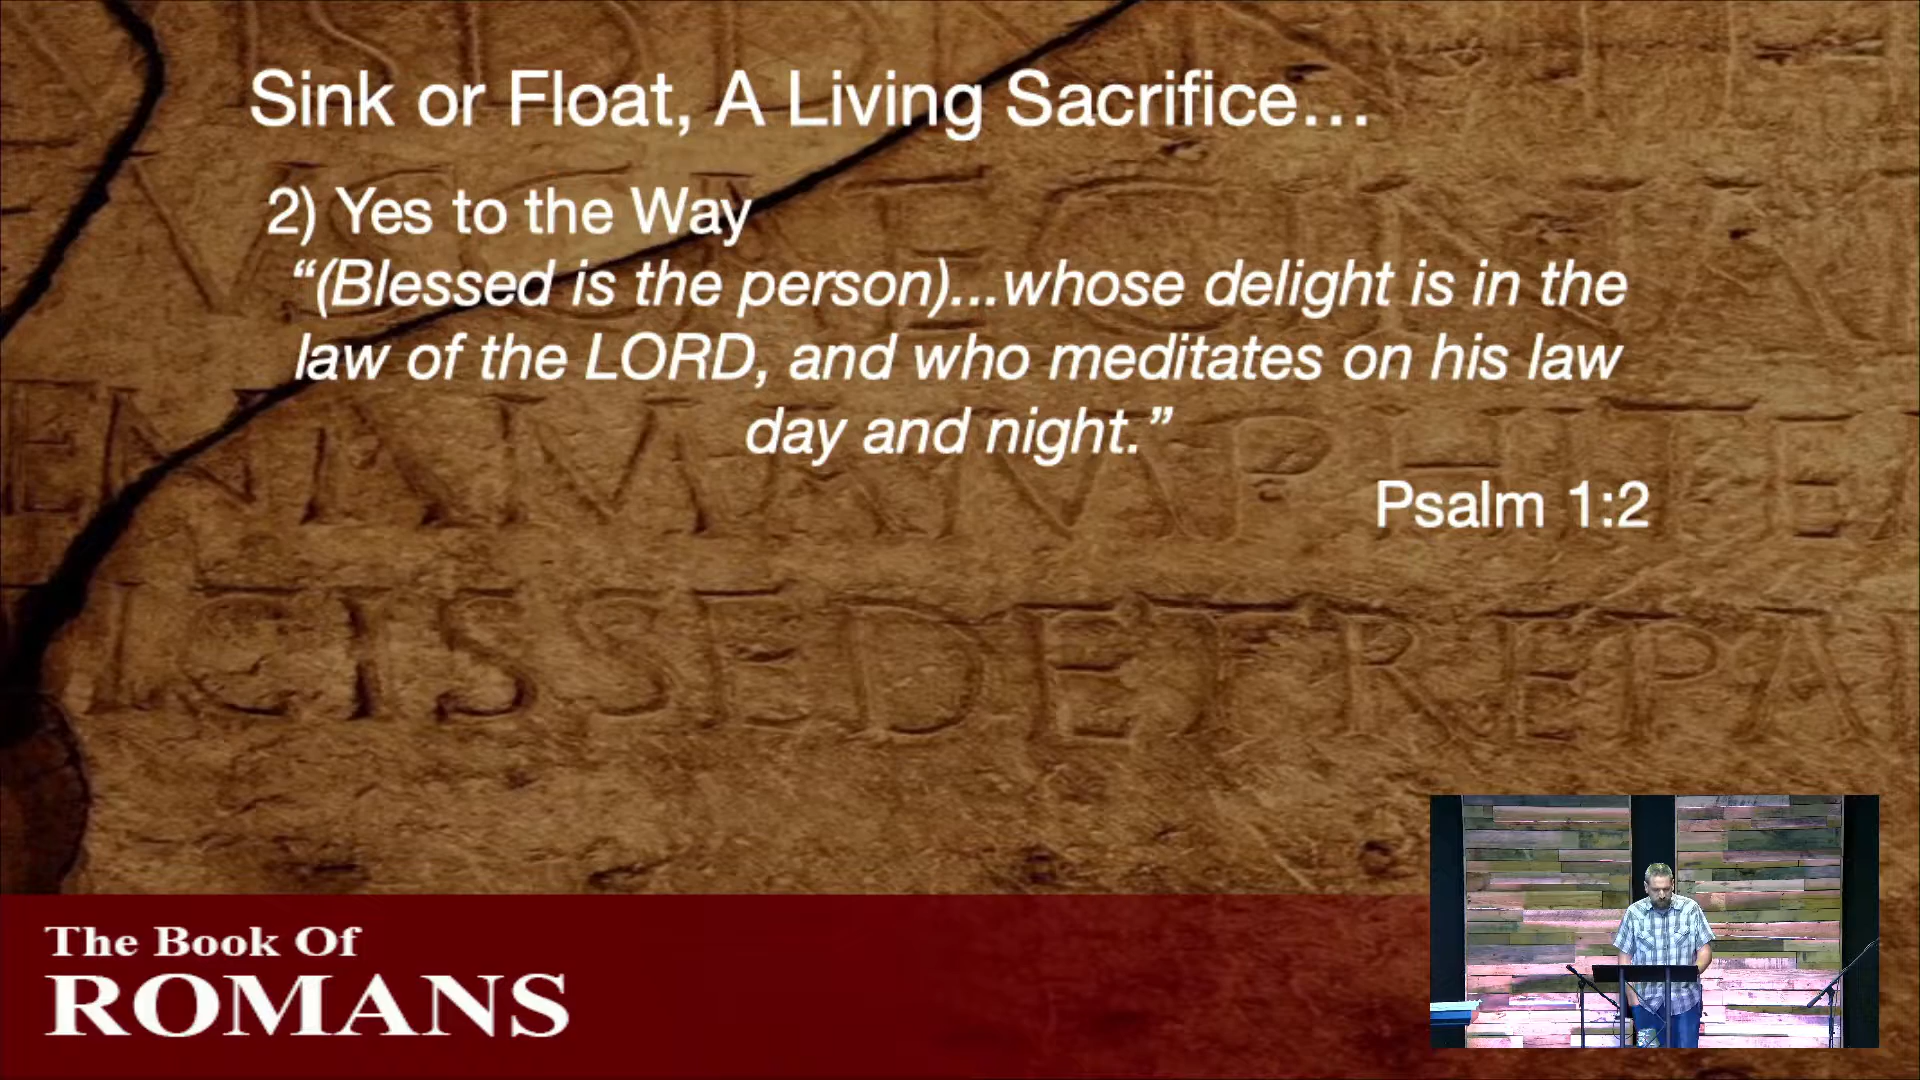 Sink or Float, A Living Sacrifice...
2) Yes to the Way
“(Blessed is the person)...whose delight is in the
law of the LORD, and who meditates on his law
day and night.”
Psalm 1:2
ICISSEDETREPA
The Book Of
ROMANS